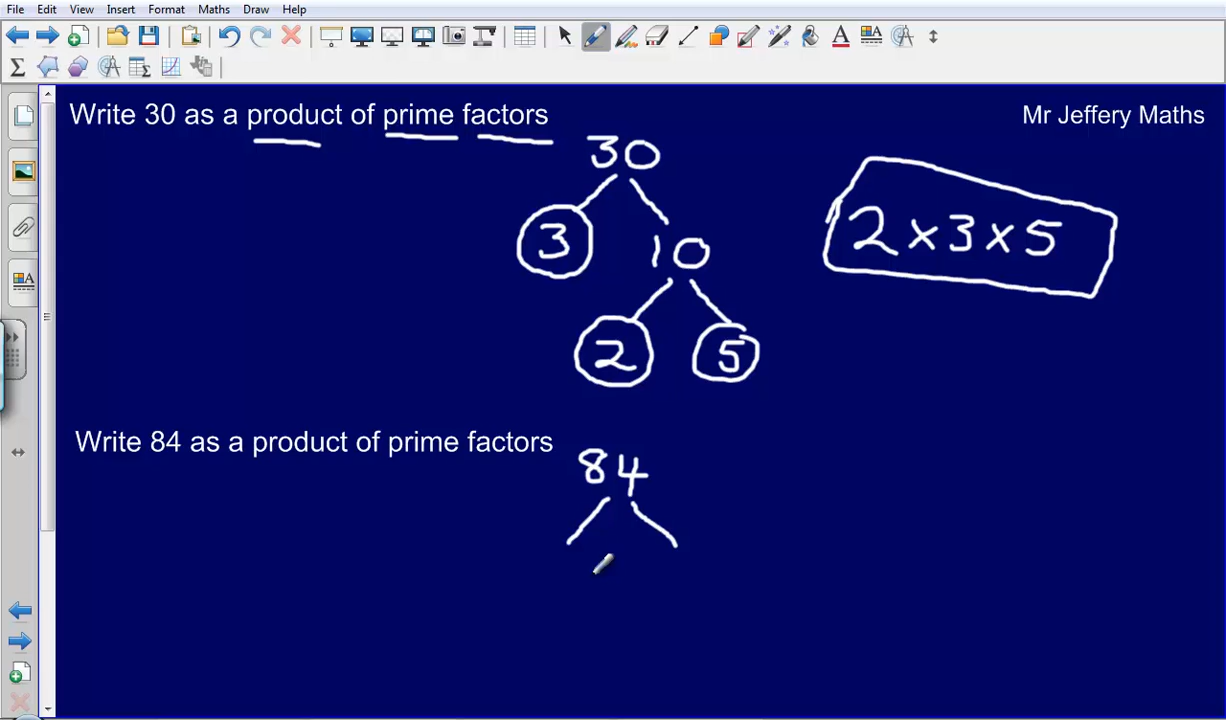 File Edit View Insert Format Maths Draw Help
Write 30 as a product of prime factors
Mr Jeffery Maths
30
3 10
2 5
2 × 3 × 5
Write 84 as a product of prime factors
84